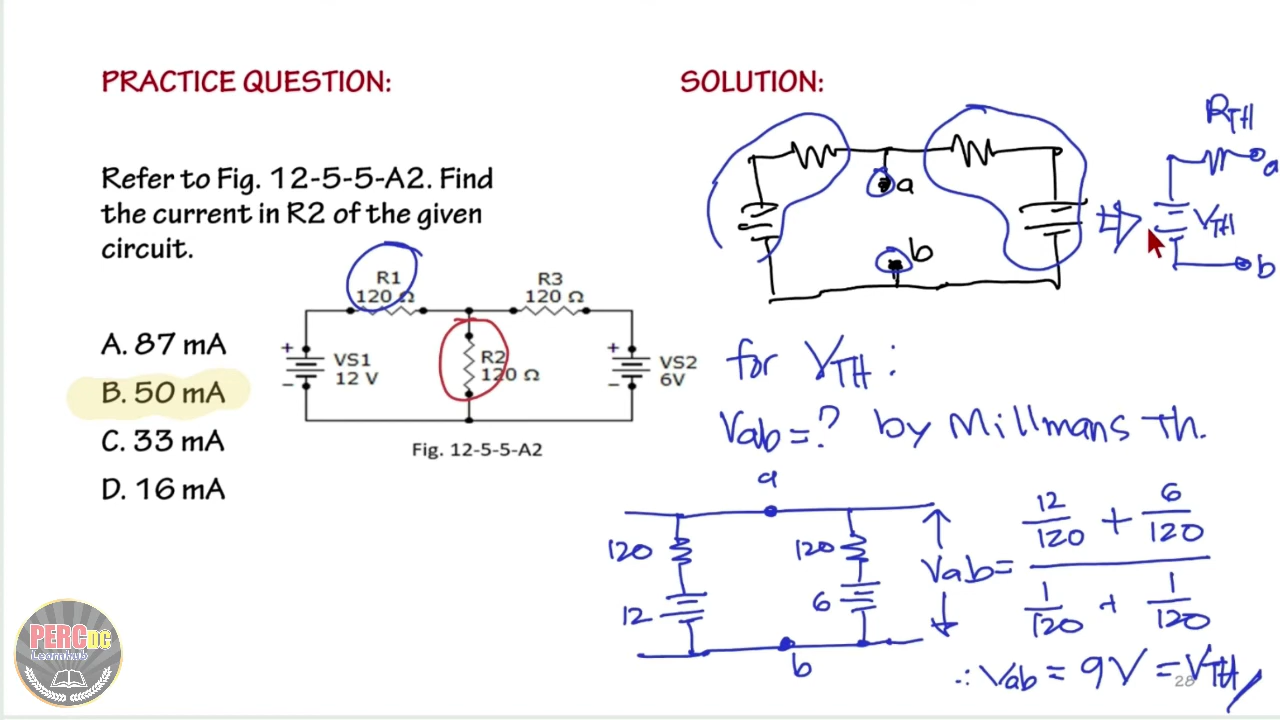 PRACTICE QUESTION:
Refer to Fig. 12-5-5-A2. Find
the current in R2 of the given
circuit.
A. 87 mA
B. 50 mA
C. 33 mA
D. 16 mA
R1
120 Ω
R3
120 Ω
+
VS1
12 V
-
R2
120 Ω
+
VS2
6V
-
Fig. 12-5-5-A2
PERCDG
Learnhub
SOLUTION:
a
b
RTH
a
VTH
b
for VTH :
Vab = ? by Millmans Th.
a
120
12
120
6
b
Vab = 12/120 + 6/120
1/120 + 1/120
∴ Vab = 9V = VTH
28